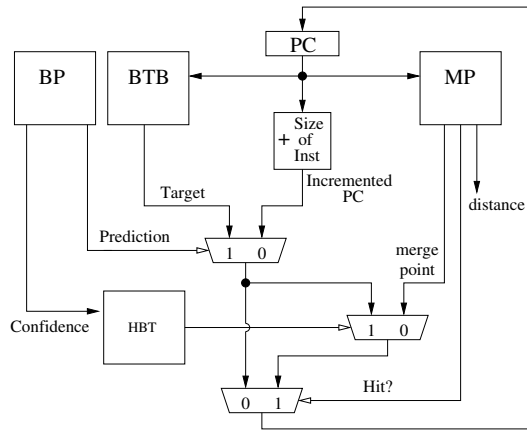 PC
BP
BTB
MP
+ Size
of
Inst
Incremented
PC
Target
distance
Prediction
1 0
merge
point
Confidence
HBT
1 0
Hit?
0 1